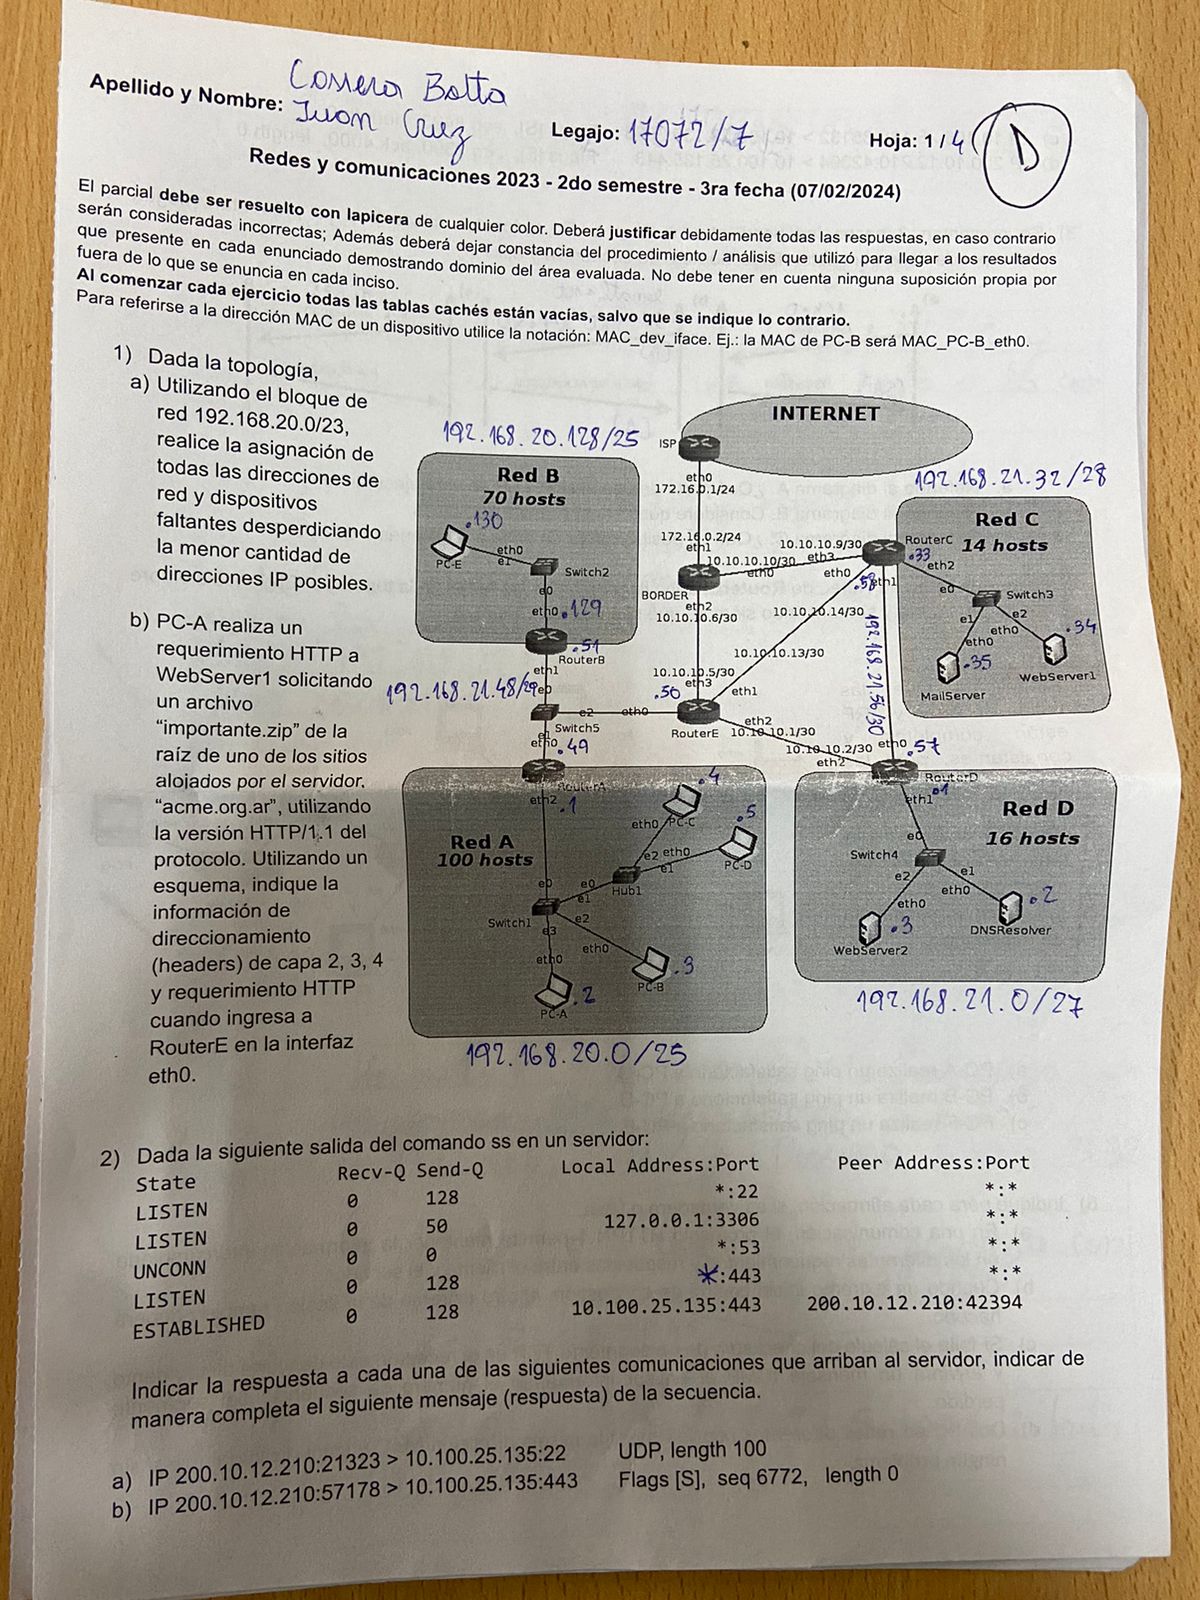 Apellido y Nombre: Correra Botta
Juan Cruz
Legajo: 17072/7
Hoja: 1 / 4
D
Redes y comunicaciones 2023 - 2do semestre - 3ra fecha (07/02/2024)
El parcial debe ser resuelto con lapicera de cualquier color. Deberá justificar debidamente todas las respuestas, en caso contrario
serán consideradas incorrectas; Además deberá dejar constancia del procedimiento / análisis que utilizó para llegar a los resultados
que presente en cada enunciado demostrando dominio del área evaluada. No debe tener en cuenta ninguna suposición propia por
fuera de lo que se enuncia en cada inciso.
Al comenzar cada ejercicio todas las tablas cachés están vacías, salvo que se indique lo contrario.
Para referirse a la dirección MAC de un dispositivo utilice la notación: MAC_dev_iface. Ej.: la MAC de PC-B será MAC_PC-B_eth0.
1) Dada la topología,
a) Utilizando el bloque de
red 192.168.20.0/23,
realice la asignación de
todas las direcciones de
red y dispositivos
faltantes desperdiciando
la menor cantidad de
direcciones IP posibles.
b) PC-A realiza un
requerimiento HTTP a
WebServer1 solicitando
un archivo
“importante.zip” de la
raíz de uno de los sitios
alojados por el servidor,
“acme.org.ar”, utilizando
la versión HTTP/1.1 del
protocolo. Utilizando un
esquema, indique la
información de
direccionamiento
(headers) de capa 2, 3, 4
y requerimiento HTTP
cuando ingresa a
RouterE en la interfaz
eth0.
INTERNET
ISP
eth0
172.16.0.1/24
172.16.0.2/24
eth1
BORDER
10.10.10.10/30
eth0
eth2
10.10.10.6/30
10.10.10.9/30
eth3
RouterC
eth0
eth1
.58
.33
eth2
10.10.10.14/30
10.10.10.13/30
192.168.20.128/25
Red B
70 hosts
.130
PC-E
eth0
e1
Switch2
e0
eth0
.129
.51
RouterB
eth1
192.168.21.48/29
e0
e2
eth0
Switch5
e1
eth0
.49
10.10.10.5/30
eth3
.50
eth1
RouterE
eth2
10.10.10.1/30
10.10.10.2/30
eth2
192.168.21.56/30
192.168.21.32/28
Red C
14 hosts
e0
Switch3
e1
e2
eth0
eth0
.34
.35
WebServer1
MailServer
eth0
.57
RouterD
.1
eth1
Red D
16 hosts
e0
Switch4
e2
e1
eth0
eth0
.2
.3
DNSResolver
WebServer2
192.168.21.0/27
RouterA
eth2
.1
Red A
100 hosts
.4
eth0
PC-C
.5
e2
eth0
e1
PC-D
e0
e0
e1
Hub1
Switch1
e2
e3
eth0
eth0
.3
PC-B
.2
PC-A
192.168.20.0/25
2) Dada la siguiente salida del comando ss en un servidor:
State Recv-Q Send-Q Local Address:Port Peer Address:Port
LISTEN 0 128 *:22 *:*
LISTEN 0 50 127.0.0.1:3306 *:*
UNCONN 0 0 *:53 *:*
LISTEN 0 128 *:443 *:*
ESTABLISHED 0 128 10.100.25.135:443 200.10.12.210:42394
Indicar la respuesta a cada una de las siguientes comunicaciones que arriban al servidor, indicar de
manera completa el siguiente mensaje (respuesta) de la secuencia.
a) IP 200.10.12.210:21323 > 10.100.25.135:22 UDP, length 100
b) IP 200.10.12.210:57178 > 10.100.25.135:443 Flags [S], seq 6772, length 0